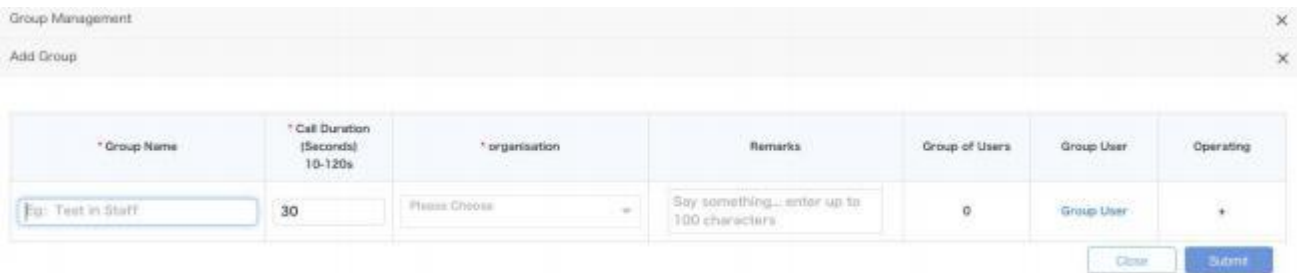 Group Management
Add Group
* Group Name
* Call Duration
(Seconds)
10-120s
* organisation
Remarks
Group of Users
Group User
Operating
Eg: Test in Staff
30
Please Choose
Say something... enter up to
100 characters
0
Group User
+
Close
Submit